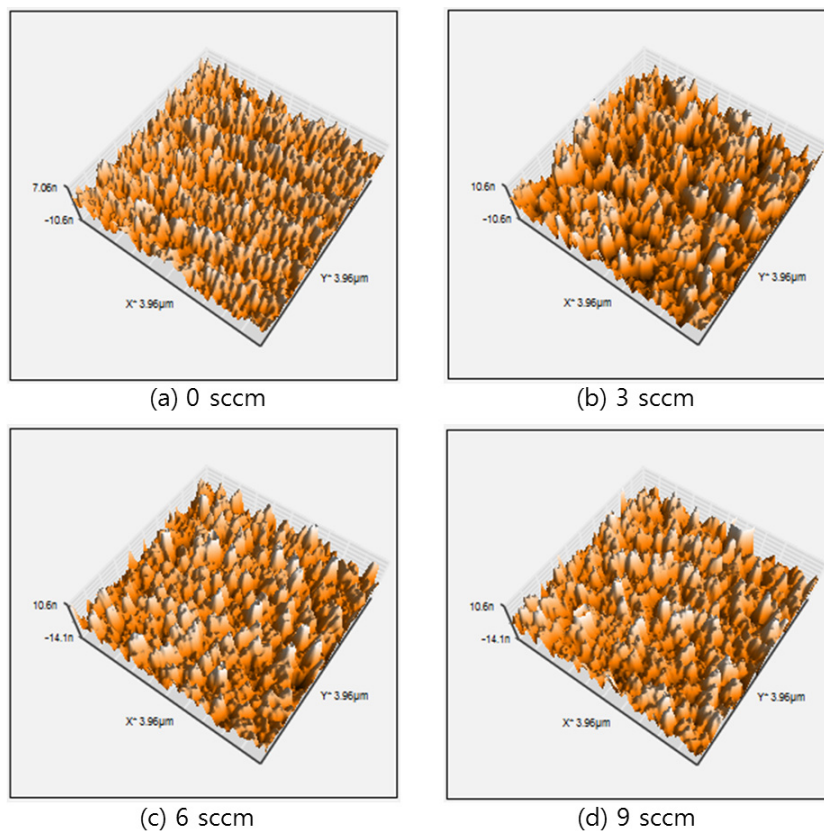 7.06n
-10.6n
X* 3.96µm
Y* 3.96µm
(a) 0 sccm
10.6n
-10.6n
X* 3.96µm
Y* 3.96µm
(b) 3 sccm
10.6n
-14.1n
X* 3.96µm
Y* 3.96µm
(c) 6 sccm
10.6n
-14.1n
X* 3.96µm
Y* 3.96µm
(d) 9 sccm